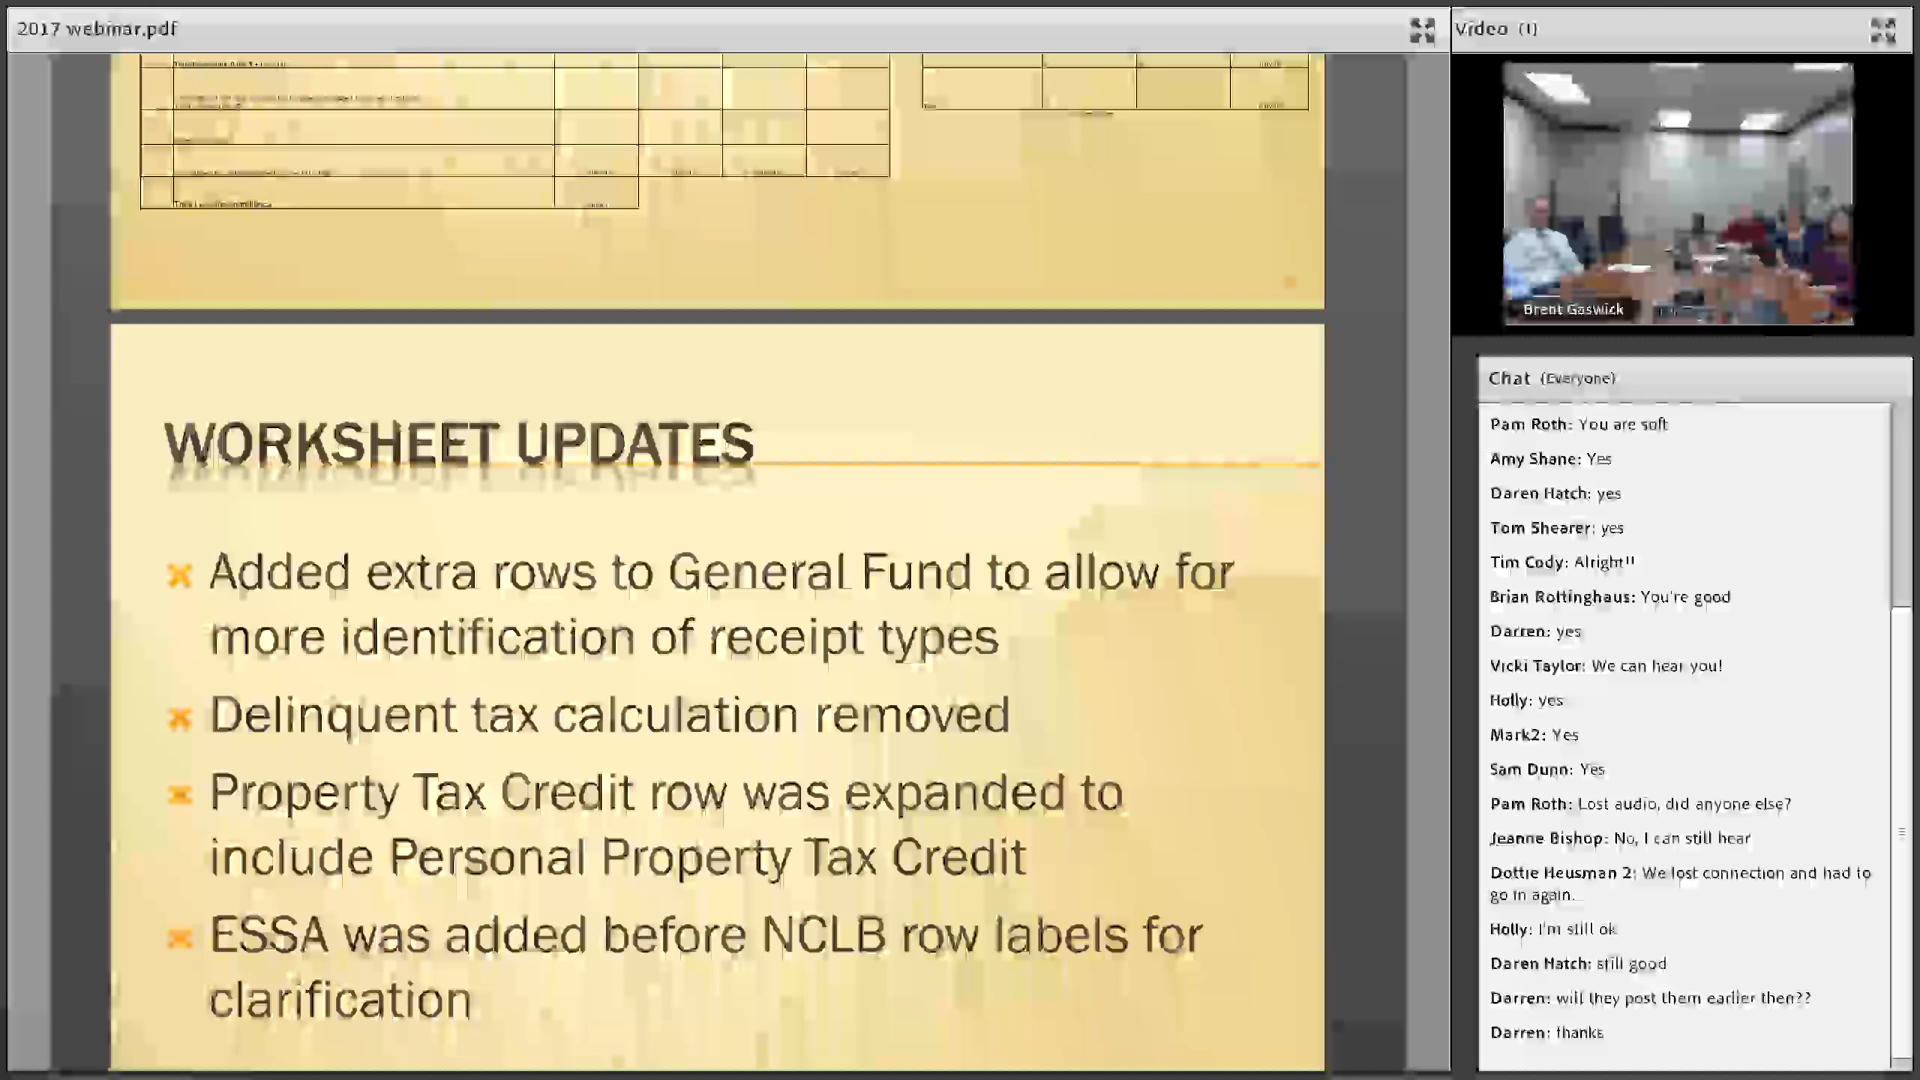 2017 webinar.pdf
WORKSHEET UPDATES
Added extra rows to General Fund to allow for
more identification of receipt types
Delinquent tax calculation removed
Property Tax Credit row was expanded to
include Personal Property Tax Credit
ESSA was added before NCLB row labels for
clarification
Video (1)
Brent Gaswick
Chat (Everyone)
Pam Roth: You are soft
Amy Shane: Yes
Daren Hatch: yes
Tom Shearer: yes
Tim Cody: Alright!!
Brian Rottinghaus: You're good
Darren: yes
Vicki Taylor: We can hear you!
Holly: yes
Mark2: Yes
Sam Dunn: Yes
Pam Roth: Lost audio, did anyone else?
Jeanne Bishop: No, I can still hear
Dottie Heusman 2: We lost connection and had to
go in again..
Holly: I'm still ok
Daren Hatch: still good
Darren: will they post them earlier then??
Darren: thanks